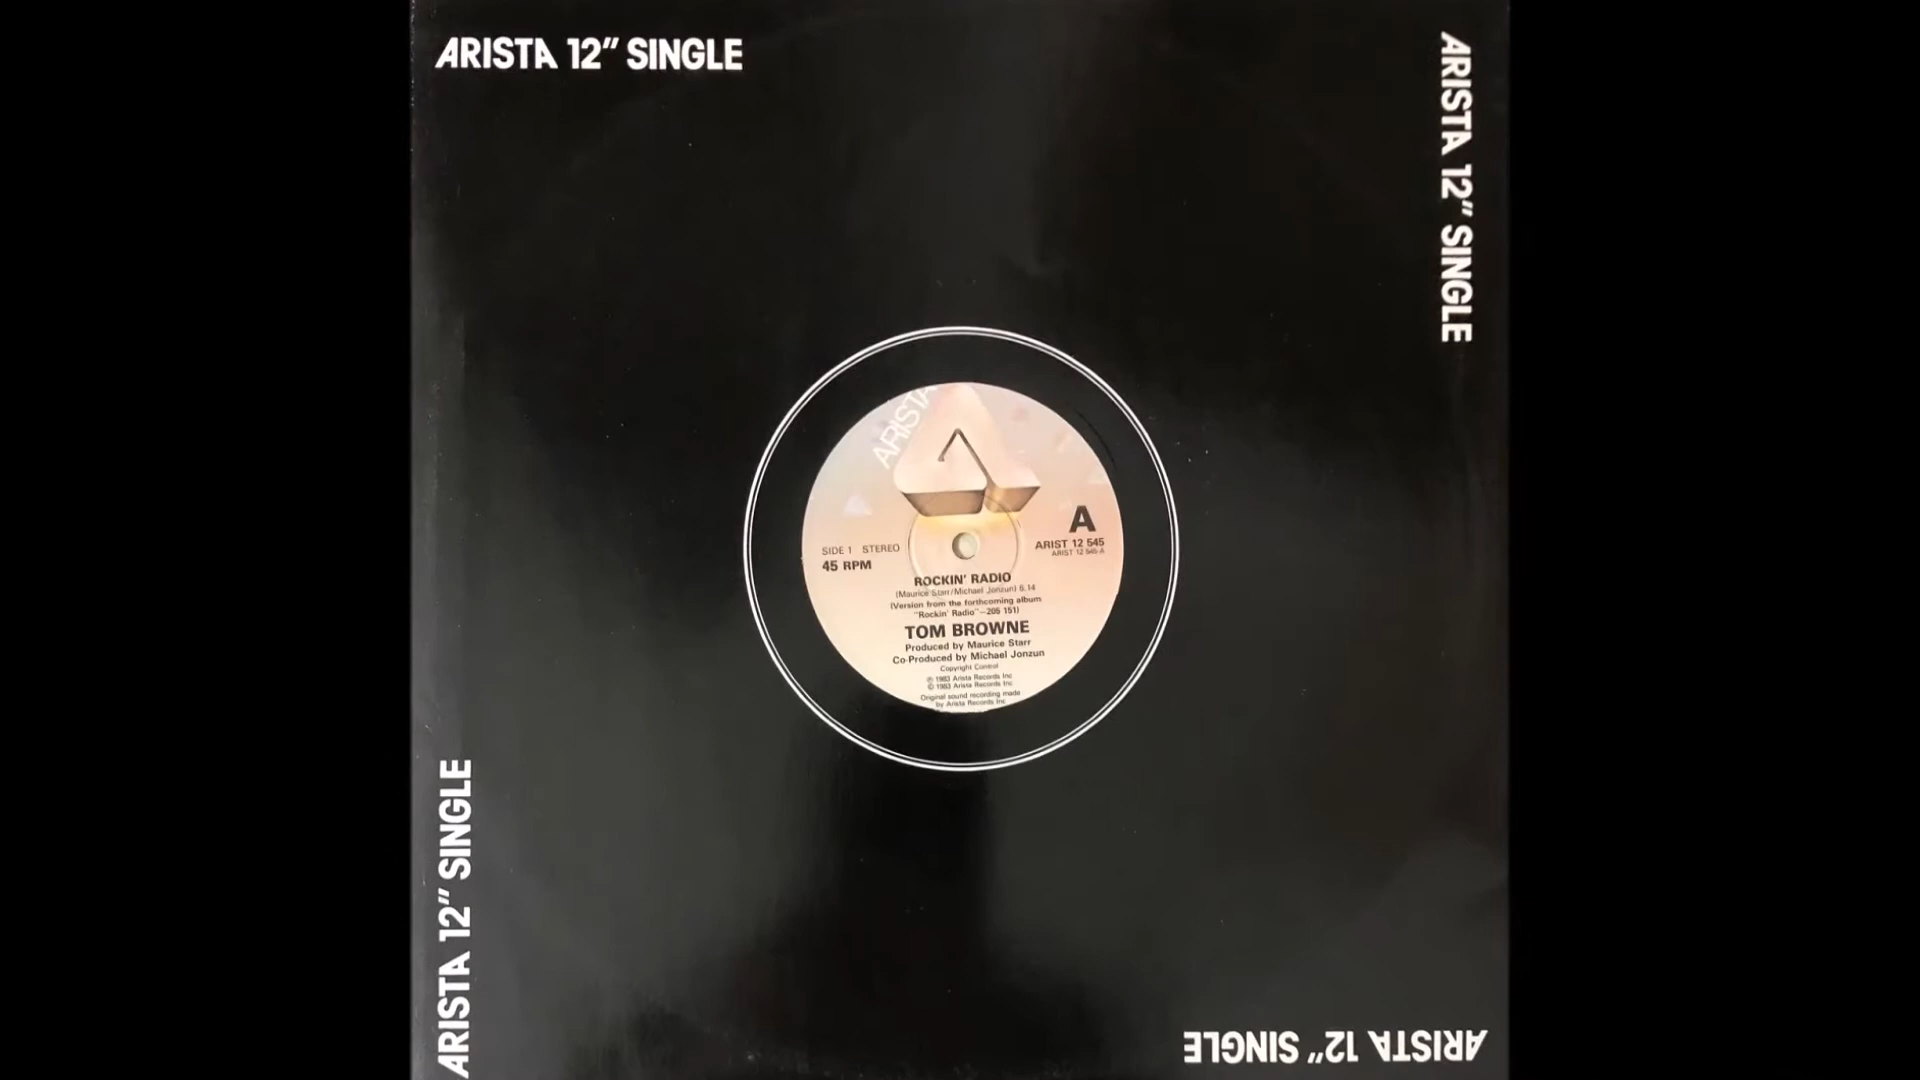 ARISTA 12" SINGLE
ARISTA 12" SINGLE
ARISTA
A
SIDE 1 STEREO
45 RPM
ARIST 12 545
ARIST 12 545-A
ROCKIN' RADIO
(Maurice Starr/Michael Jonzun) 6.14
(Version from the forthcoming album
"Rockin' Radio"-205 151)
TOM BROWNE
Produced by Maurice Starr
Co-Produced by Michael Jonzun
Copyright Control
℗ 1983 Arista Records Inc
© 1983 Arista Records Inc
Original sound recording made
by Arista Records Inc
ARISTA 12" SINGLE
ARISTA 12" SINGLE